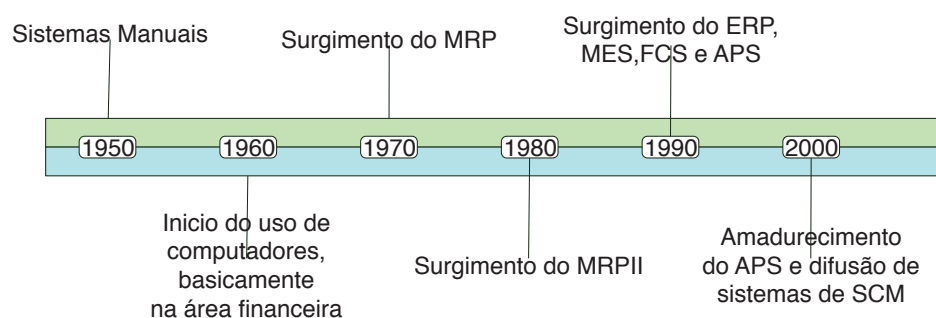 Sistemas Manuais
Surgimento do MRP
Surgimento do ERP,
MES,FCS e APS
1950
1960
1970
1980
1990
2000
Inicio do uso de
computadores,
basicamente
na área financeira
Surgimento do MRPII
Amadurecimento
do APS e difusão de
sistemas de SCM